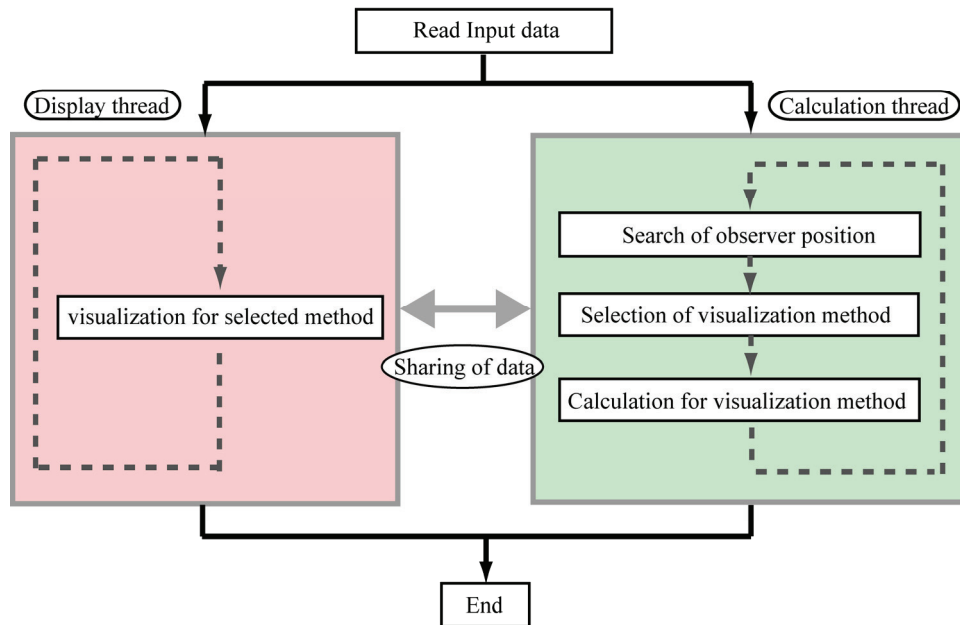 Read Input data
Display thread
Calculation thread
Search of observer position
visualization for selected method
Selection of visualization method
Sharing of data
Calculation for visualization method
End